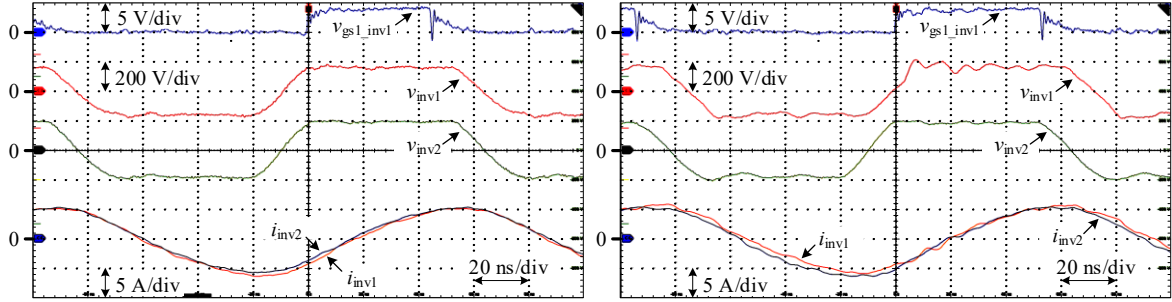 5 V/div
v_gs1_inv1
0
200 V/div
v_inv1
0
v_inv2
0
i_inv2
0
i_inv1
20 ns/div
5 A/div
5 V/div
v_gs1_inv1
0
200 V/div
v_inv1
0
v_inv2
0
i_inv1
i_inv2
0
20 ns/div
5 A/div